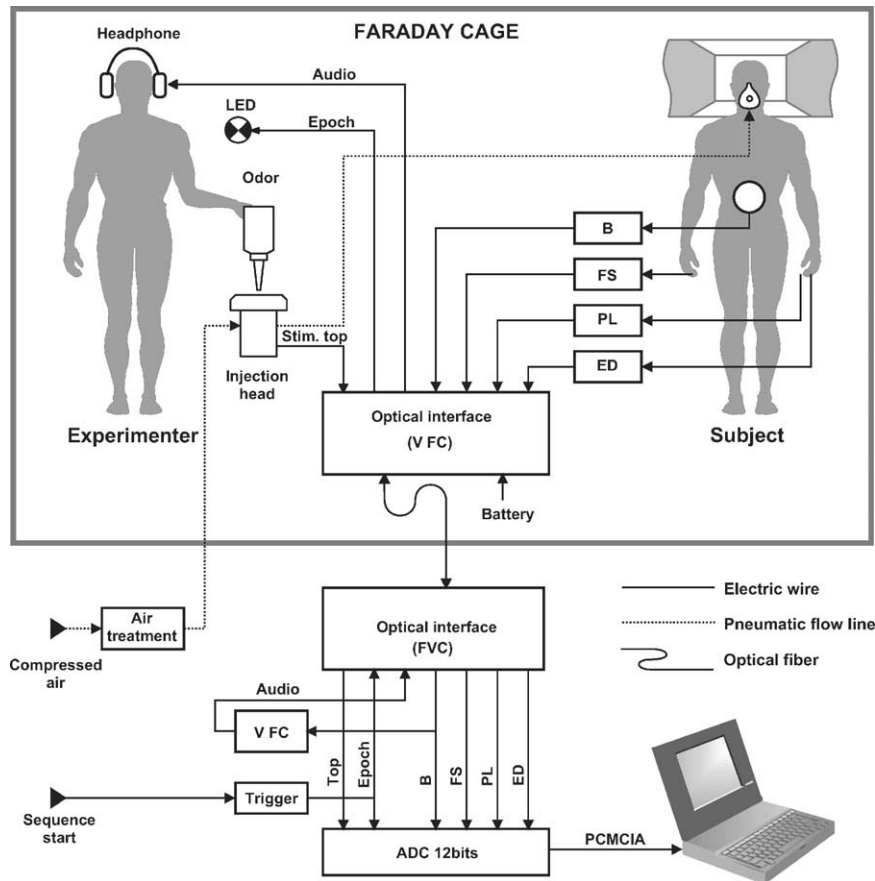 FARADAY CAGE
Headphone
Audio
LED
Epoch
Odor
B
FS
PL
ED
Stim. top
Injection
head
Experimenter
Subject
Optical interface
(V FC)
Battery
Air
treatment
Compressed
air
Optical interface
(FVC)
Electric wire
Pneumatic flow line
Optical fiber
Audio
V FC
Top
Epoch
B
FS
PL
ED
Sequence
start
Trigger
ADC 12bits
PCMCIA